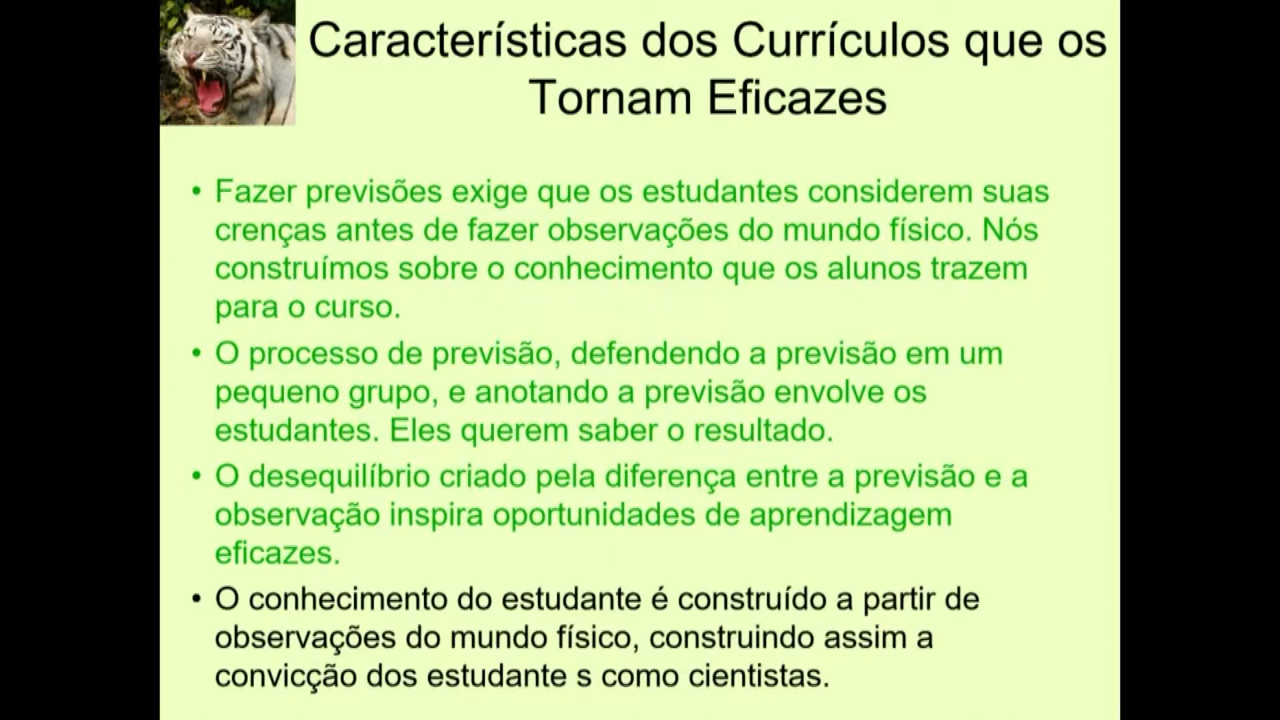 Características dos Currículos que os
Tornam Eficazes
• Fazer previsões exige que os estudantes considerem suas
crenças antes de fazer observações do mundo físico. Nós
construímos sobre o conhecimento que os alunos trazem
para o curso.
• O processo de previsão, defendendo a previsão em um
pequeno grupo, e anotando a previsão envolve os
estudantes. Eles querem saber o resultado.
• O desequilíbrio criado pela diferença entre a previsão e a
observação inspira oportunidades de aprendizagem
eficazes.
• O conhecimento do estudante é construído a partir de
observações do mundo físico, construindo assim a
convicção dos estudante s como cientistas.